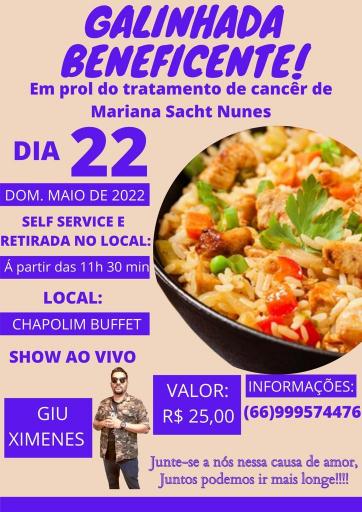 GALINHADA
BENEFICENTE!
Em prol do tratamento de cancêr de
Mariana Sacht Nunes
DIA 22
DOM. MAIO DE 2022
SELF SERVICE E
RETIRADA NO LOCAL:
Á partir das 11h 30 min
LOCAL:
CHAPOLIM BUFFET
SHOW AO VIVO
GIU
XIMENES
VALOR:
R$ 25,00
INFORMAÇÕES:
(66)999574476
Junte-se a nós nessa causa de amor,
Juntos podemos ir mais longe!!!!